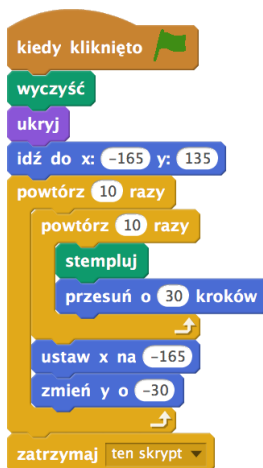 kiedy kliknięto
wyczyść
ukryj
idź do x: -165 y: 135
powtórz 10 razy
powtórz 10 razy
stempluj
przesuń o 30 kroków
ustaw x na -165
zmień y o -30
zatrzymaj ten skrypt